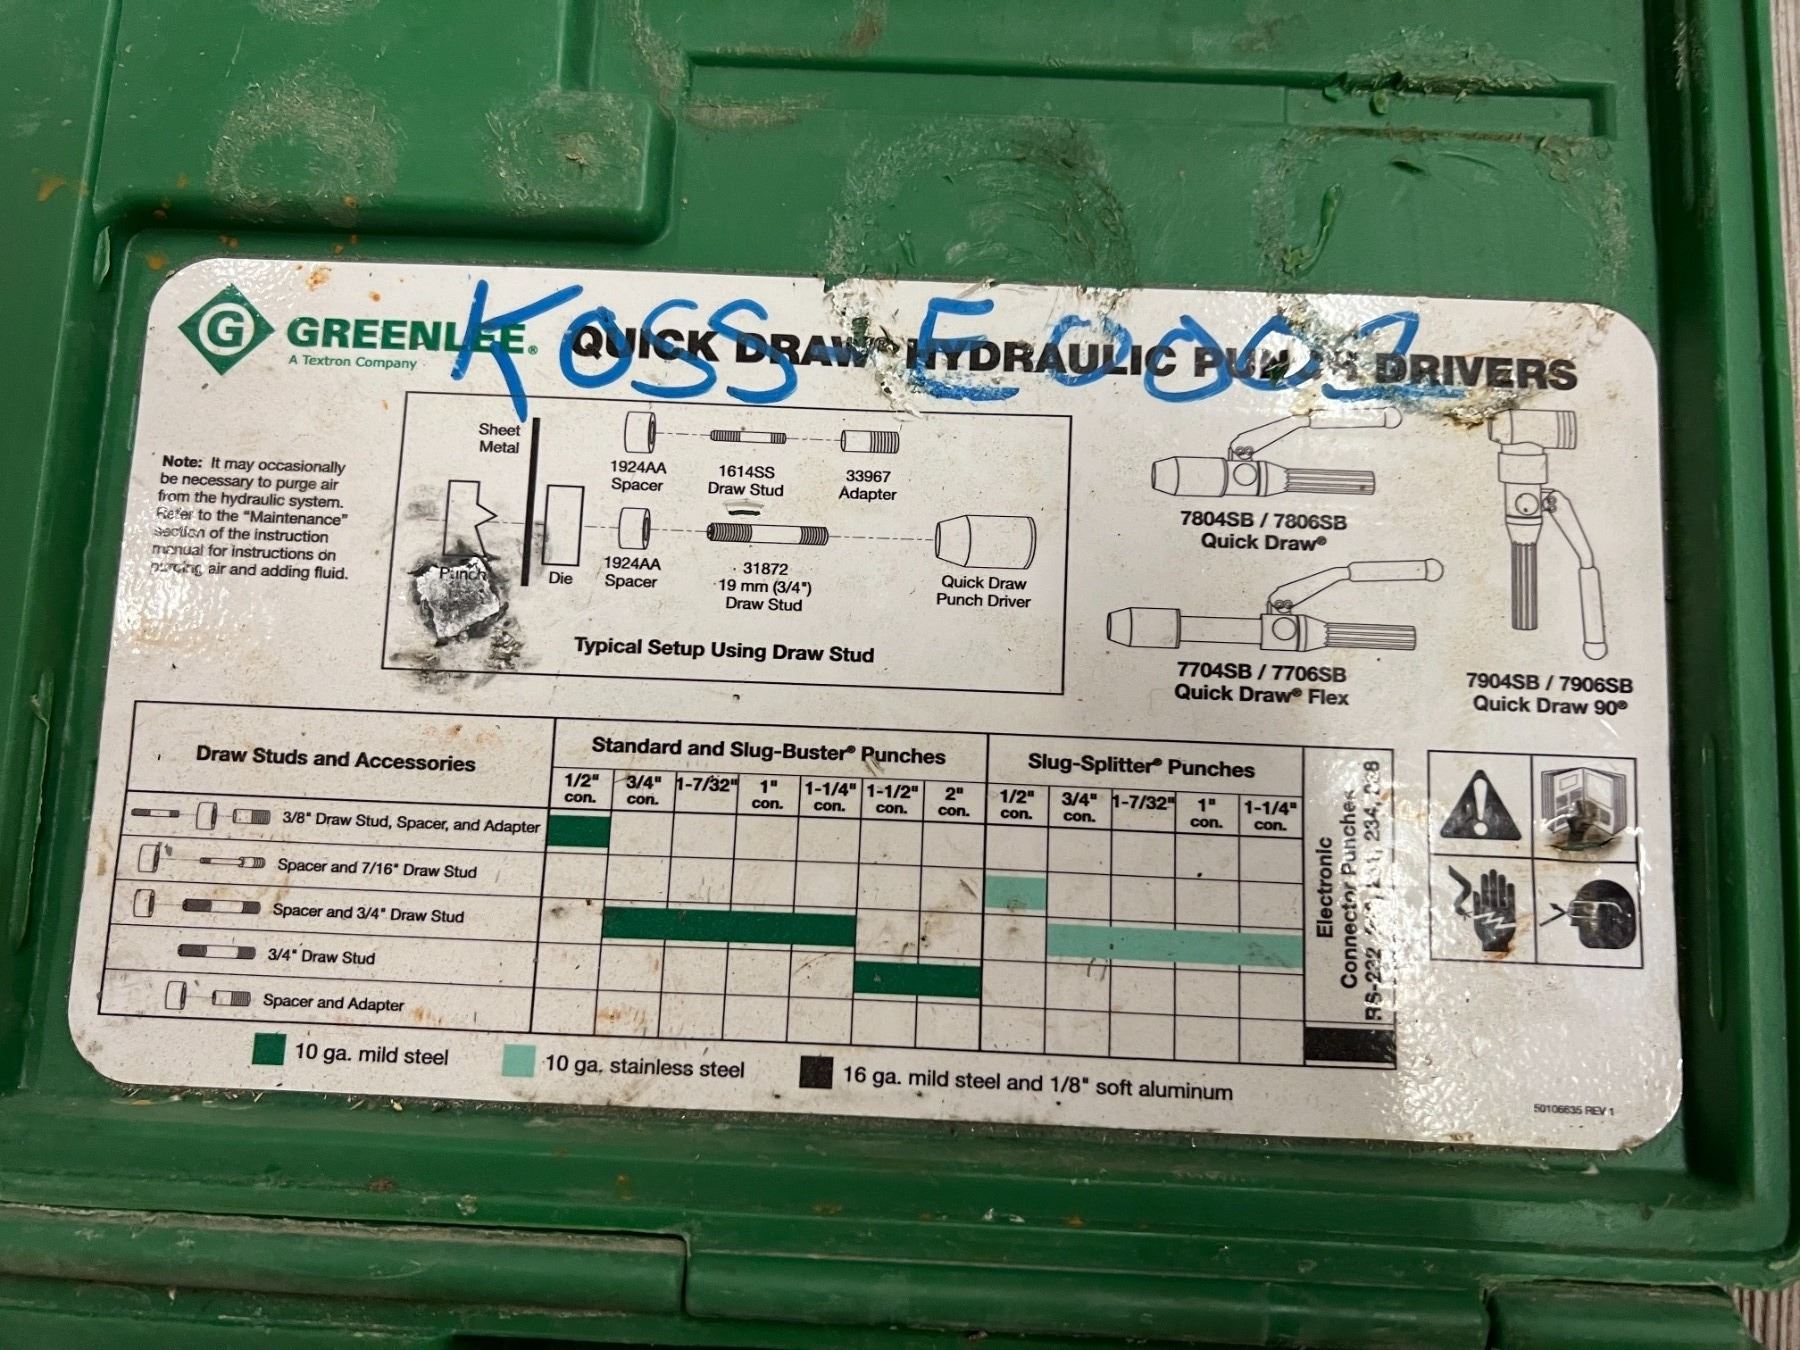 KOSS-E0002
GREENLEE®
A Textron Company
QUICK DRAW HYDRAULIC PUNCH DRIVERS
Note: It may occasionally
be necessary to purge air
from the hydraulic system.
Refer to the "Maintenance"
section of the instruction
manual for instructions on
purging air and adding fluid.
Sheet
Metal
1924AA
Spacer
1614SS
Draw Stud
33967
Adapter
Punch
Die
1924AA
Spacer
31872
19 mm (3/4")
Draw Stud
Quick Draw
Punch Driver
Typical Setup Using Draw Stud
7804SB / 7806SB
Quick Draw®
7704SB / 7706SB
Quick Draw® Flex
7904SB / 7906SB
Quick Draw 90®
Draw Studs and Accessories
Standard and Slug-Buster® Punches
Slug-Splitter® Punches
1/2" con.
3/4" con.
1-7/32"
1" con.
1-1/4" con.
1-1/2" con.
2" con.
1/2" con.
3/4" con.
1-7/32"
1" con.
1-1/4" con.
Electronic
Connector Punches
RS-232
3/8" Draw Stud, Spacer, and Adapter
Spacer and 7/16" Draw Stud
Spacer and 3/4" Draw Stud
3/4" Draw Stud
Spacer and Adapter
10 ga. mild steel
10 ga. stainless steel
16 ga. mild steel and 1/8" soft aluminum
50106635 REV 1